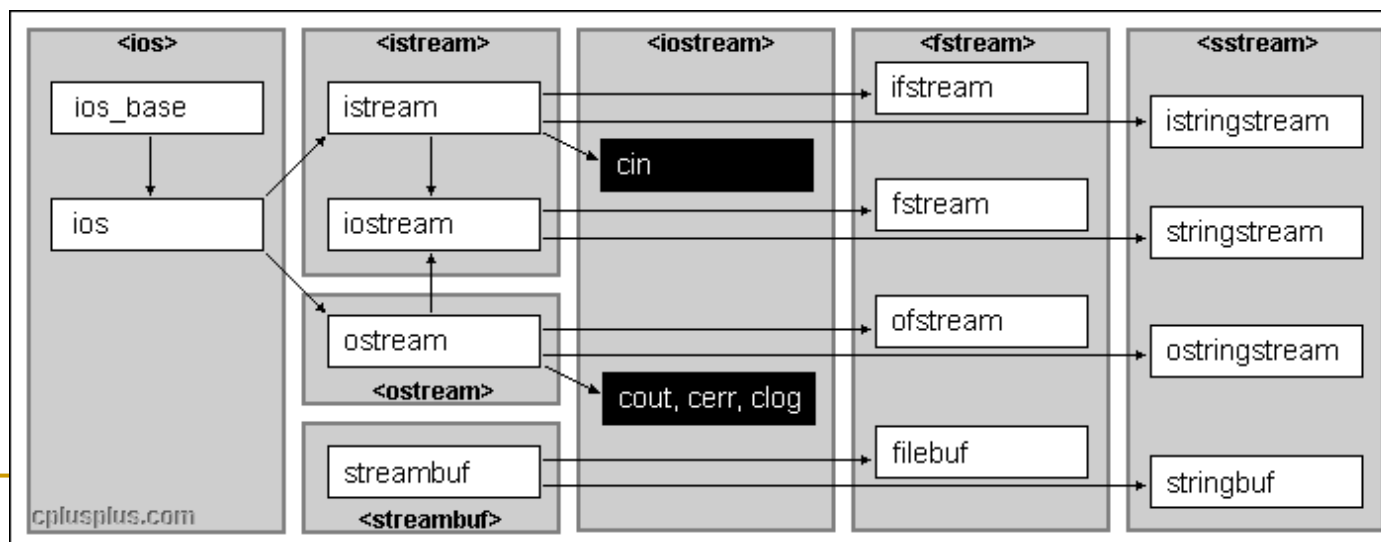 <ios>
<istream>
<iostream>
<fstream>
<sstream>
ios_base
istream
ifstream
istringstream
cin
ios
iostream
fstream
stringstream
ostream
ofstream
ostringstream
<ostream>
cout, cerr, clog
streambuf
filebuf
stringbuf
<streambuf>
cplusplus.com